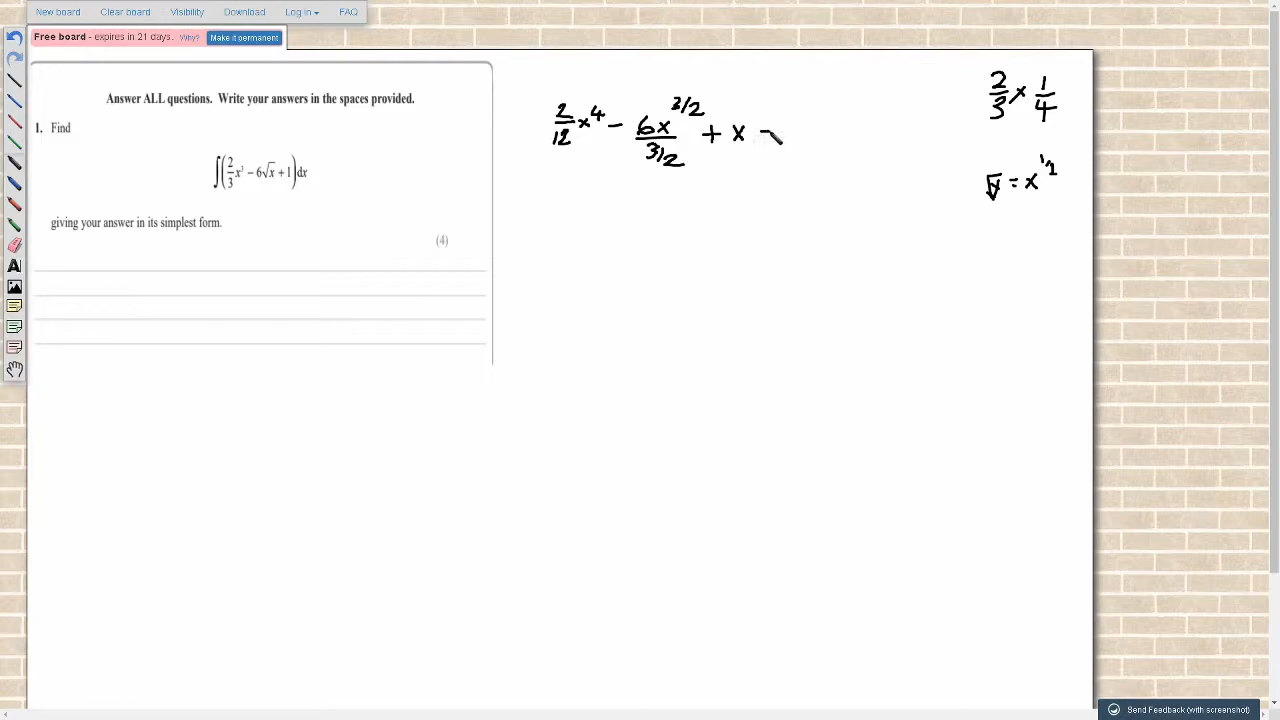 New board Clear board Visibility Download Log in FAQ
Free board - expires in 21 days. Why? Make it permanent
Answer ALL questions. Write your answers in the spaces provided.
1. Find
∫(2/3 x³ − 6√x + 1)dx
giving your answer in its simplest form.
(4)
2/12 x⁴ − 6x^(3/2) / (3/2) + x −
2/3 × 1/4
√x = x^(1/2)
A
Send Feedback (with screenshot)